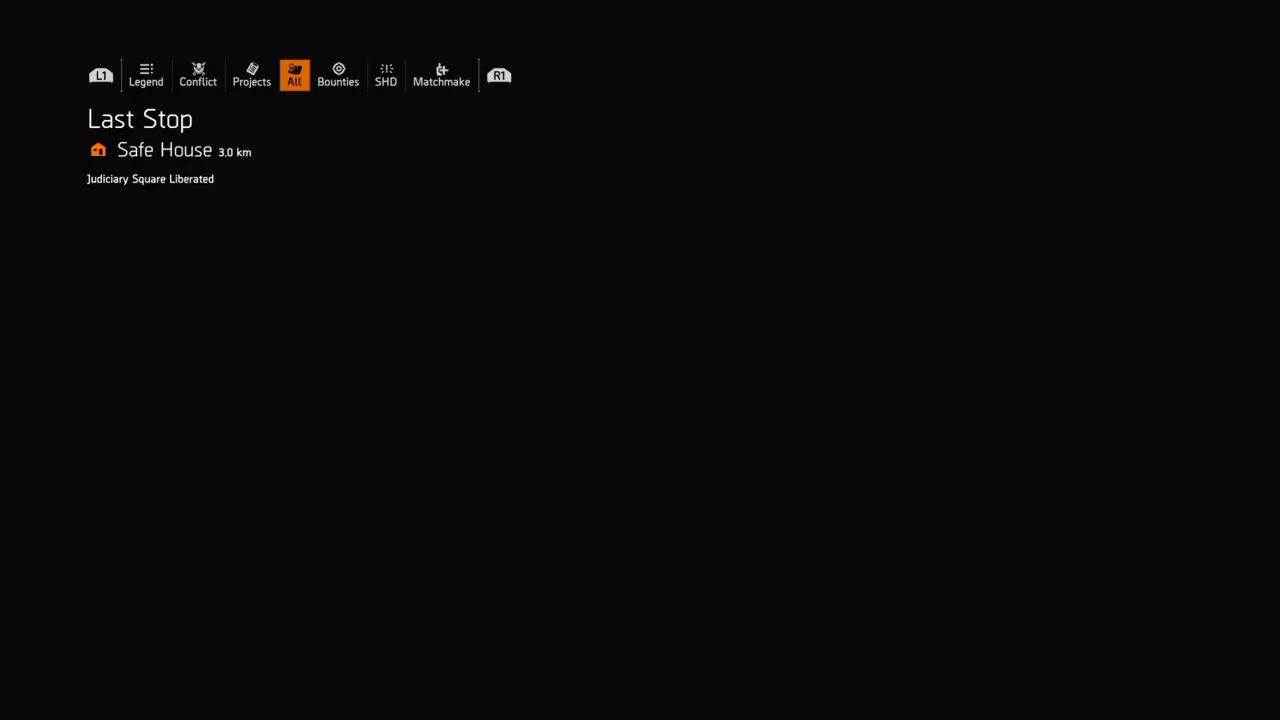 L1 Legend Conflict Projects All Bounties SHD Matchmake R1
Last Stop
Safe House 3.0 km
Judiciary Square Liberated